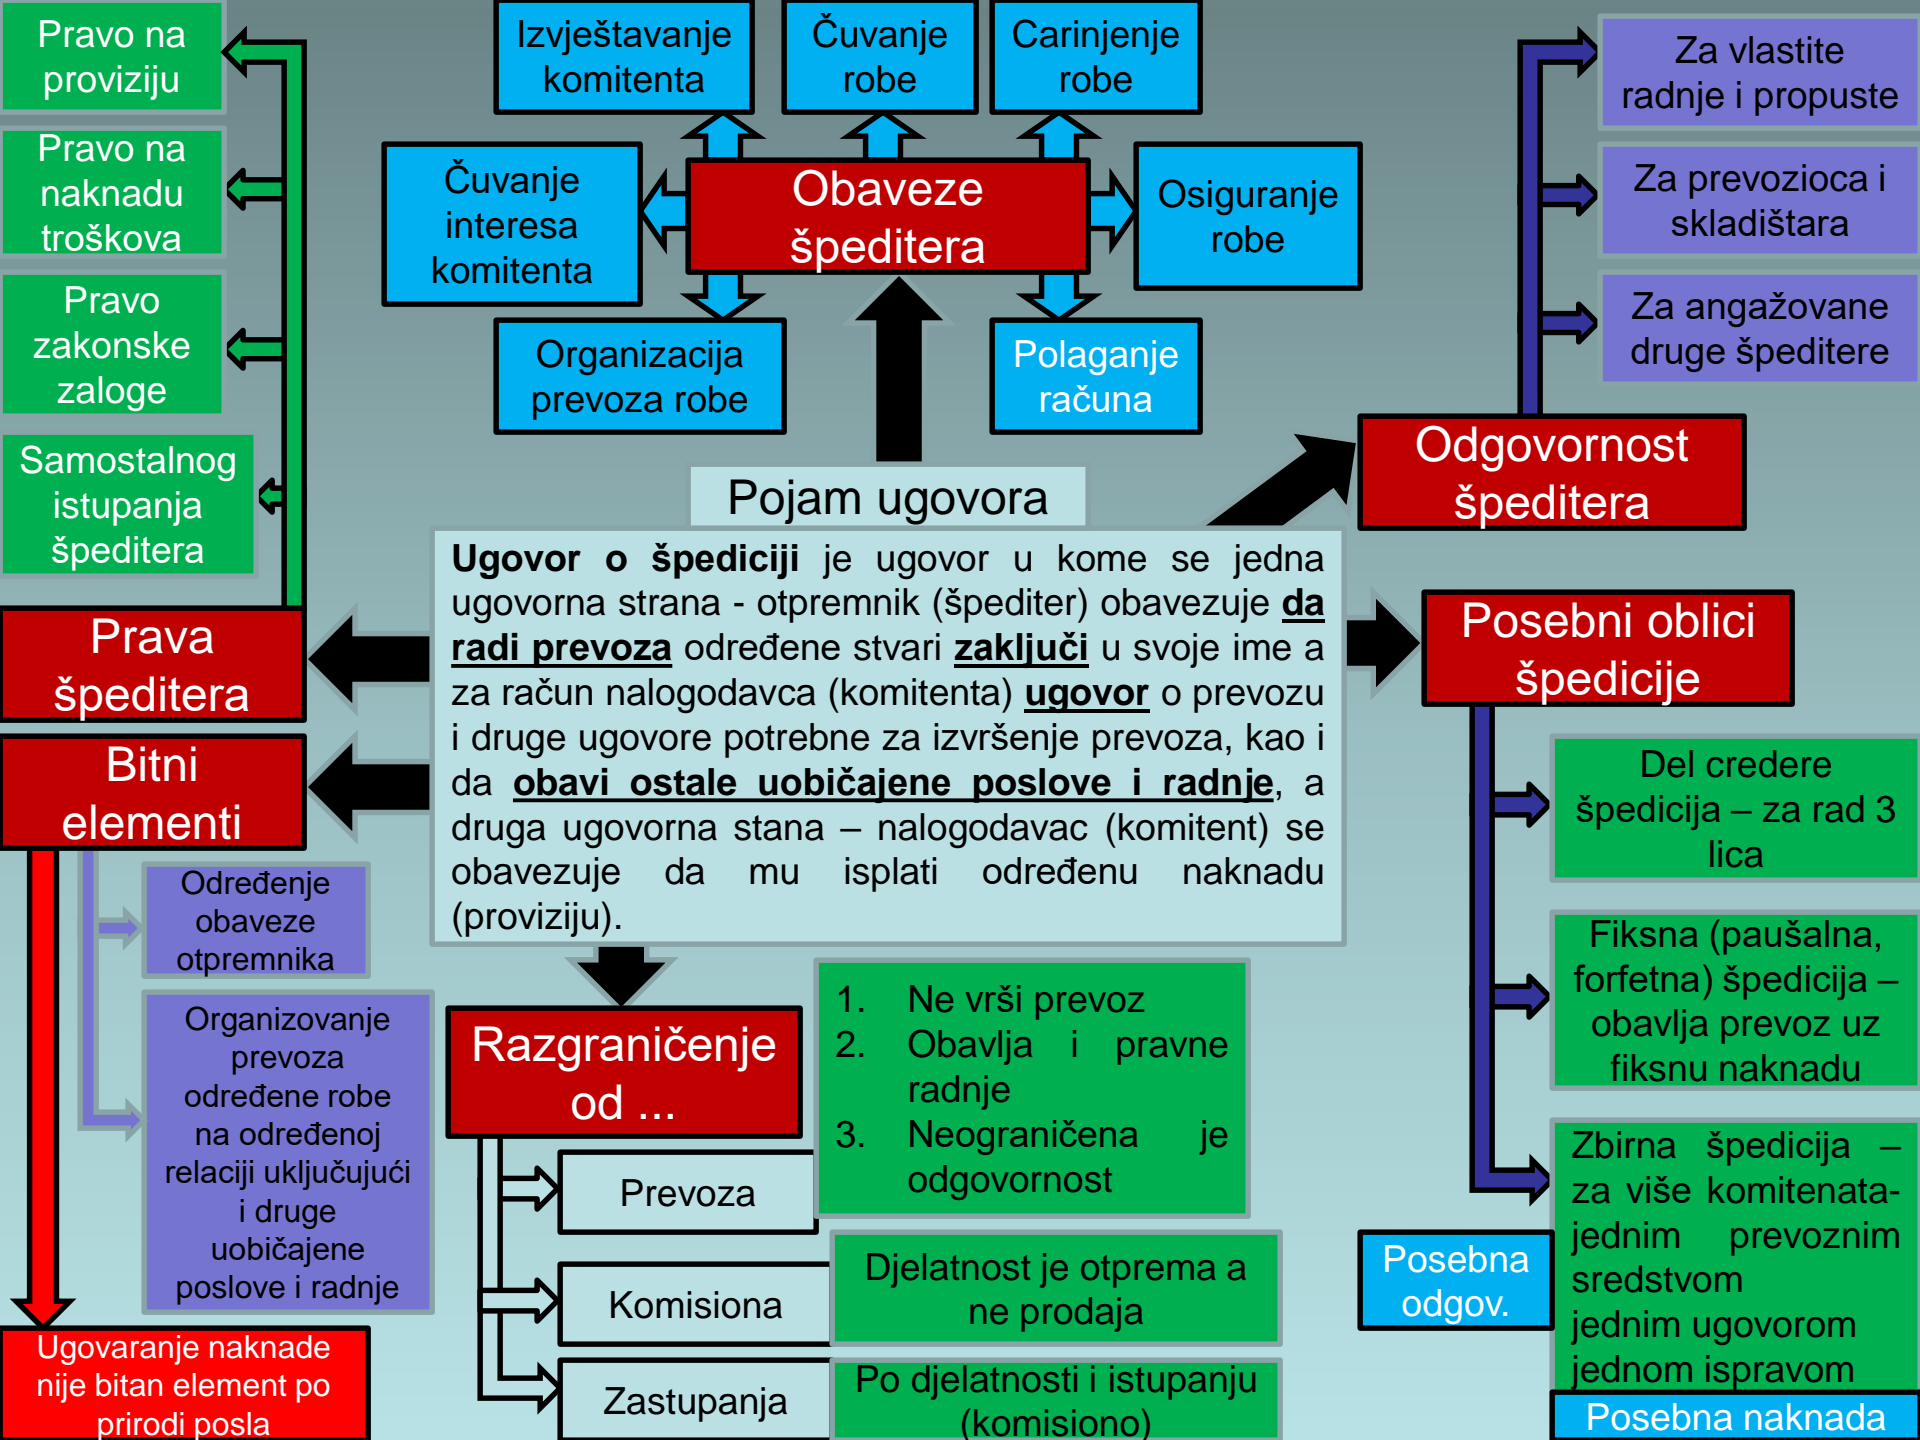 Pravo na
proviziju
Pravo na
naknadu
troškova
Pravo
zakonske
zaloge
Samostalnog
istupanja
špeditera
Prava
špeditera
Izvještavanje
komitenta
Čuvanje
robe
Carinjenje
robe
Čuvanje
interesa
komitenta
Obaveze
špeditera
Osiguranje
robe
Organizacija
prevoza robe
Polaganje
računa
Za vlastite
radnje i propuste
Za prevozioca i
skladištara
Za angažovane
druge špeditere
Odgovornost
špeditera
Pojam ugovora
Ugovor o špediciji je ugovor u kome se jedna
ugovorna strana - otpremnik (špediter) obavezuje da
radi prevoza određene stvari zaključi u svoje ime a
za račun nalogodavca (komitenta) ugovor o prevozu
i druge ugovore potrebne za izvršenje prevoza, kao i
da obavi ostale uobičajene poslove i radnje, a
druga ugovorna stana – nalogodavac (komitent) se
obavezuje da mu isplati određenu naknadu
(proviziju).
Bitni
elementi
Određenje
obaveze
otpremnika
Organizovanje
prevoza
određene robe
na određenoj
relaciji uključujući
i druge
uobičajene
poslove i radnje
Ugovaranje naknade
nije bitan element po
prirodi posla
Razgraničenje
od ...
Prevoza
1. Ne vrši prevoz
2. Obavlja i pravne
radnje
3. Neograničena je
odgovornost
Komisiona
Djelatnost je otprema a
ne prodaja
Zastupanja
Po djelatnosti i istupanju
(komisiono)
Posebni oblici
špedicije
Del credere
špedicija – za rad 3
lica
Fiksna (paušalna,
forfetna) špedicija –
obavlja prevoz uz
fiksnu naknadu
Zbirna špedicija –
za više komitenata-
jednim prevoznim
sredstvom
jednim ugovorom
jednom ispravom
Posebna
odgov.
Posebna naknada